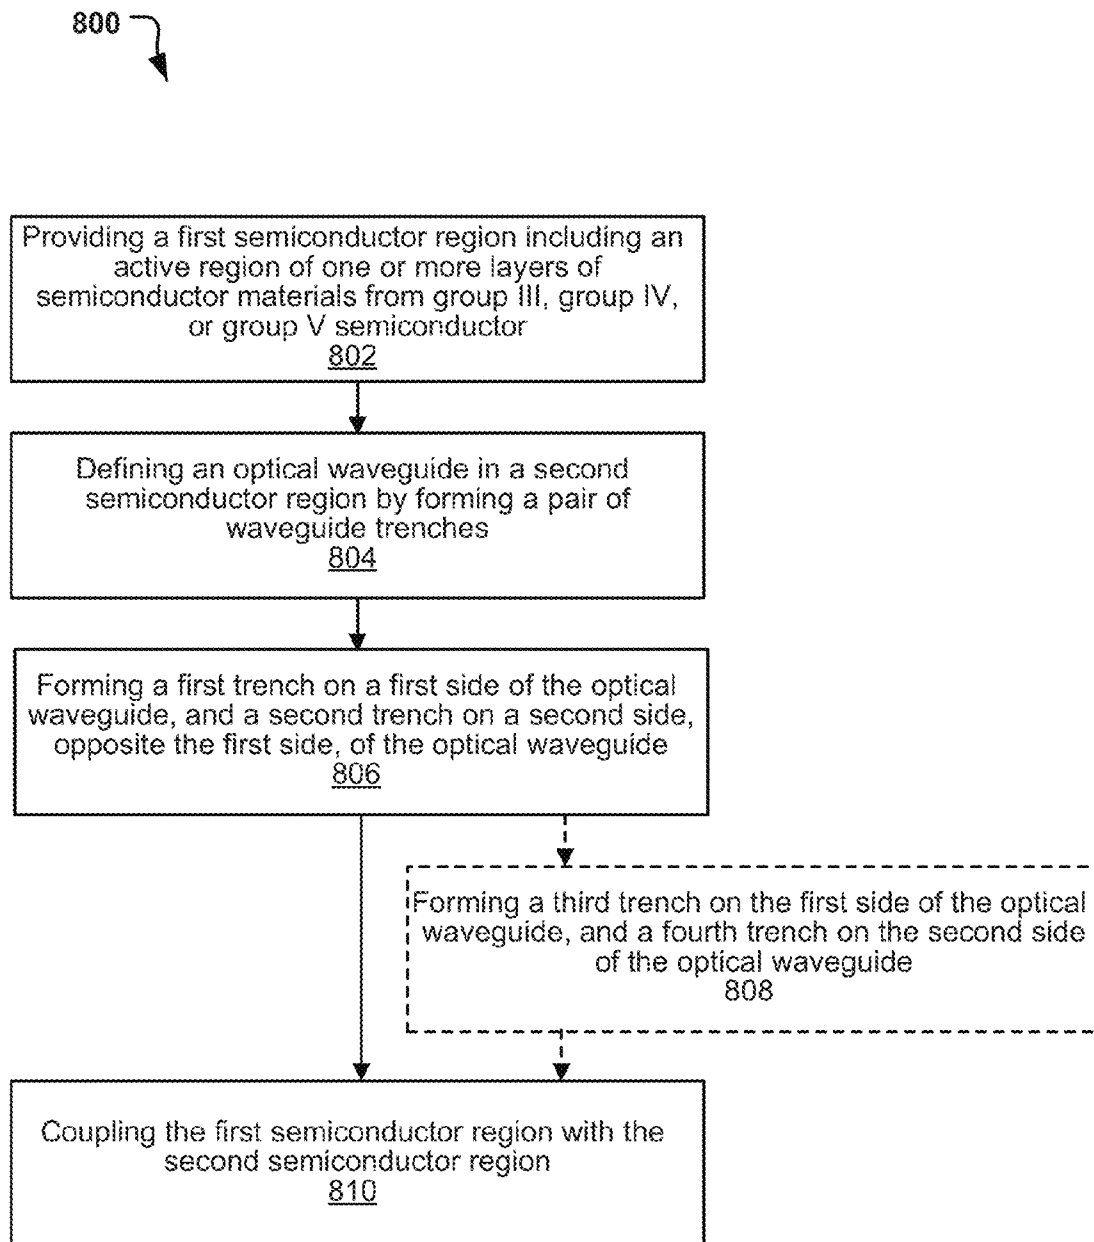 800
Providing a first semiconductor region including an
active region of one or more layers of
semiconductor materials from group III, group IV,
or group V semiconductor
802
Defining an optical waveguide in a second
semiconductor region by forming a pair of
waveguide trenches
804
Forming a first trench on a first side of the optical
waveguide, and a second trench on a second side,
opposite the first side, of the optical waveguide
806
Forming a third trench on the first side of the optical
waveguide, and a fourth trench on the second side
of the optical waveguide
808
Coupling the first semiconductor region with the
second semiconductor region
810